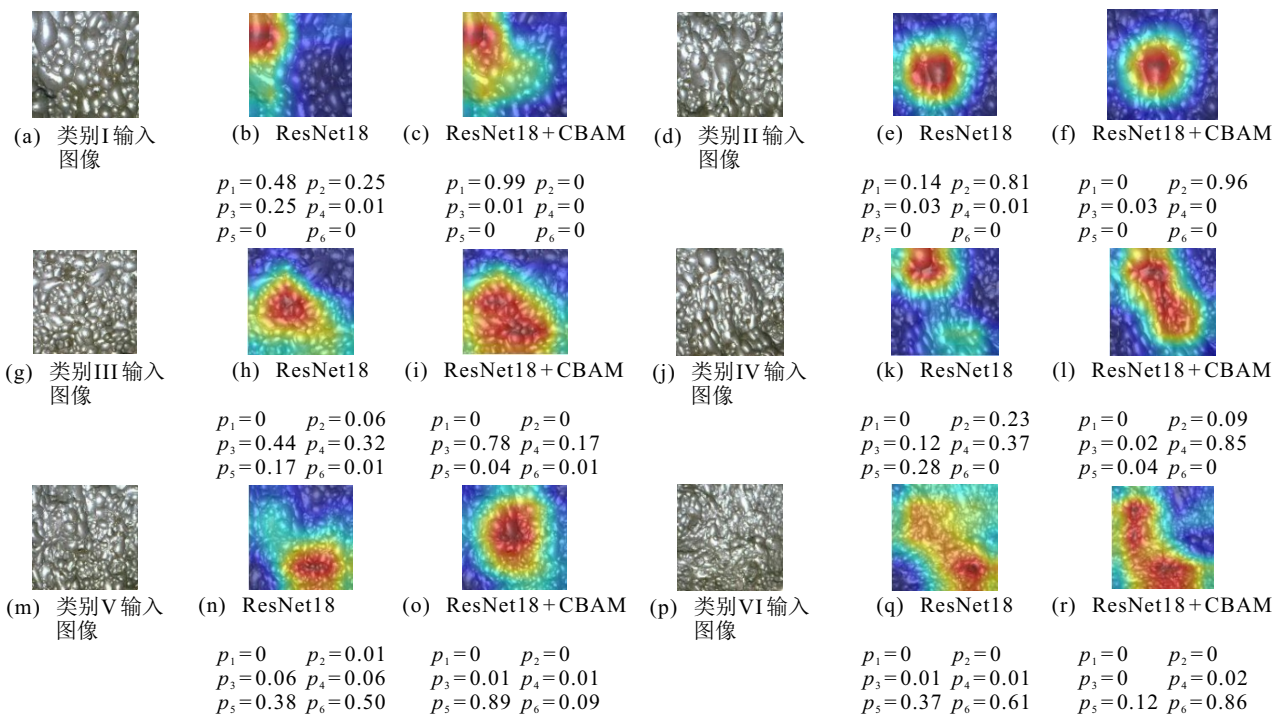 (a) 类别I输入图像
(b) ResNet18
(c) ResNet18+CBAM
(d) 类别II输入图像
(e) ResNet18
(f) ResNet18+CBAM
p₁=0.48 p₂=0.25
p₃=0.25 p₄=0.01
p₅=0 p₆=0
p₁=0.99 p₂=0
p₃=0.01 p₄=0
p₅=0 p₆=0
p₁=0.14 p₂=0.81
p₃=0.03 p₄=0.01
p₅=0 p₆=0
p₁=0 p₂=0.96
p₃=0.03 p₄=0
p₅=0 p₆=0
(g) 类别III输入图像
(h) ResNet18
(i) ResNet18+CBAM
(j) 类别IV输入图像
(k) ResNet18
(l) ResNet18+CBAM
p₁=0 p₂=0.06
p₃=0.44 p₄=0.32
p₅=0.17 p₆=0.01
p₁=0 p₂=0
p₃=0.78 p₄=0.17
p₅=0.04 p₆=0.01
p₁=0 p₂=0.23
p₃=0.12 p₄=0.37
p₅=0.28 p₆=0
p₁=0 p₂=0.09
p₃=0.02 p₄=0.85
p₅=0.04 p₆=0
(m) 类别V输入图像
(n) ResNet18
(o) ResNet18+CBAM
(p) 类别VI输入图像
(q) ResNet18
(r) ResNet18+CBAM
p₁=0 p₂=0.01
p₃=0.06 p₄=0.06
p₅=0.38 p₆=0.50
p₁=0 p₂=0
p₃=0.01 p₄=0.01
p₅=0.89 p₆=0.09
p₁=0 p₂=0
p₃=0.01 p₄=0.01
p₅=0.37 p₆=0.61
p₁=0 p₂=0
p₃=0 p₄=0.02
p₅=0.12 p₆=0.86